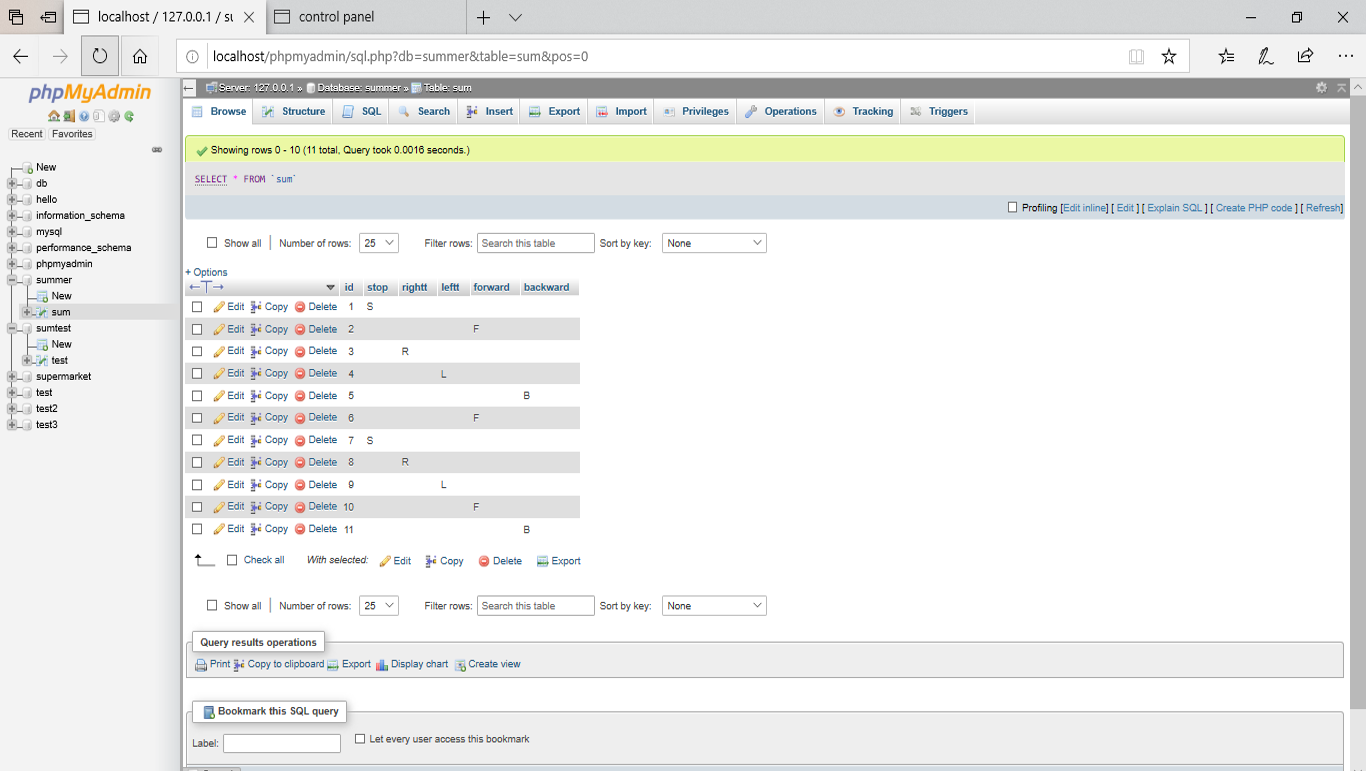 localhost / 127.0.0.1 / su
control panel
localhost/phpmyadmin/sql.php?db=summer&table=sum&pos=0
phpMyAdmin
Recent Favorites
New
db
hello
information_schema
mysql
performance_schema
phpmyadmin
summer
New
sum
sumtest
New
test
supermarket
test
test2
test3
Server: 127.0.0.1 » Database: summer » Table: sum
Browse Structure SQL Search Insert Export Import Privileges Operations Tracking Triggers
Showing rows 0 - 10 (11 total, Query took 0.0016 seconds.)
SELECT * FROM `sum`
Profiling [Edit inline] [ Edit ] [ Explain SQL ] [ Create PHP code ] [ Refresh]
Show all | Number of rows: 25 Filter rows: Search this table Sort by key: None
+ Options
←T→ id stop rightt leftt forward backward
Edit Copy Delete 1 S
Edit Copy Delete 2 F
Edit Copy Delete 3 R
Edit Copy Delete 4 L
Edit Copy Delete 5 B
Edit Copy Delete 6 F
Edit Copy Delete 7 S
Edit Copy Delete 8 R
Edit Copy Delete 9 L
Edit Copy Delete 10 F
Edit Copy Delete 11 B
Check all With selected: Edit Copy Delete Export
Show all | Number of rows: 25 Filter rows: Search this table Sort by key: None
Query results operations
Print Copy to clipboard Export Display chart Create view
Bookmark this SQL query
Label: Let every user access this bookmark